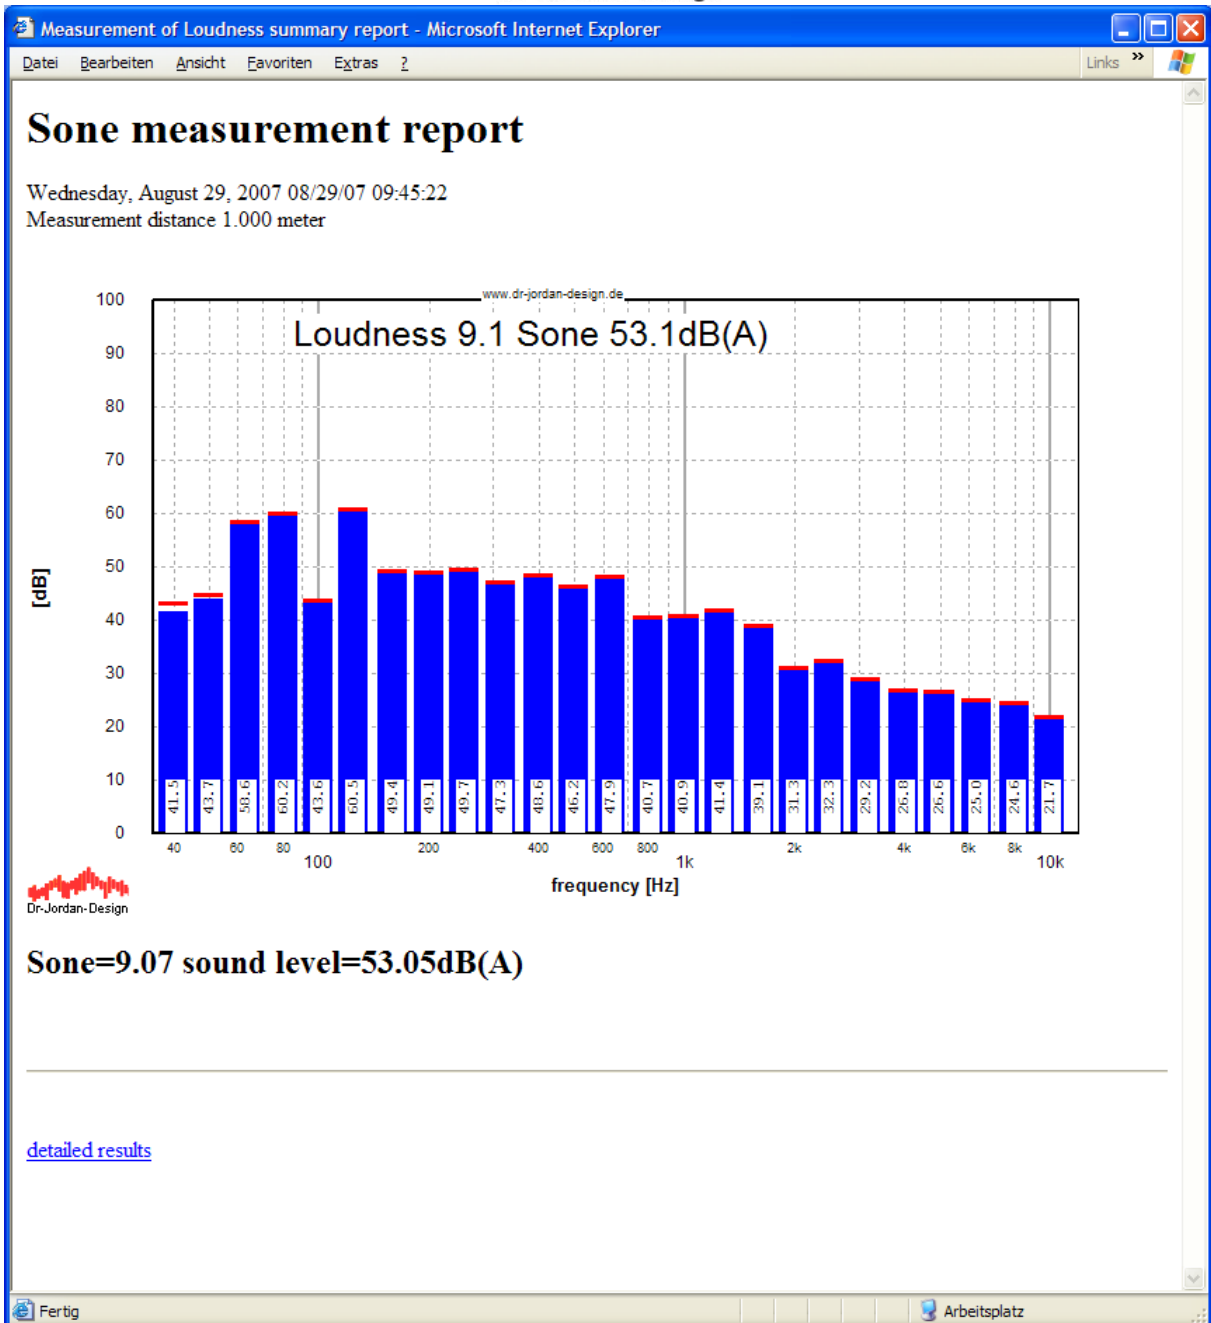 Measurement of Loudness summary report - Microsoft Internet Explorer
Datei Bearbeiten Ansicht Favoriten Extras ? Links »
Sone measurement report
Wednesday, August 29, 2007 08/29/07 09:45:22
Measurement distance 1.000 meter
www.dr-jordan-design.de
Loudness 9.1 Sone 53.1dB(A)
100
90
80
70
60
50
40
30
20
10
0
[dB]
41.5 43.7 58.6 60.2 43.6 60.5 49.4 49.1 49.7 47.3 48.6 46.2 47.9 40.7 40.9 41.4 39.1 31.3 32.3 29.2 26.8 26.6 25.0 24.6 21.7
40 60 80 200 400 600 800 2k 4k 6k 8k
100 1k 10k
frequency [Hz]
Dr-Jordan-Design
Sone=9.07 sound level=53.05dB(A)
detailed results
Fertig Arbeitsplatz